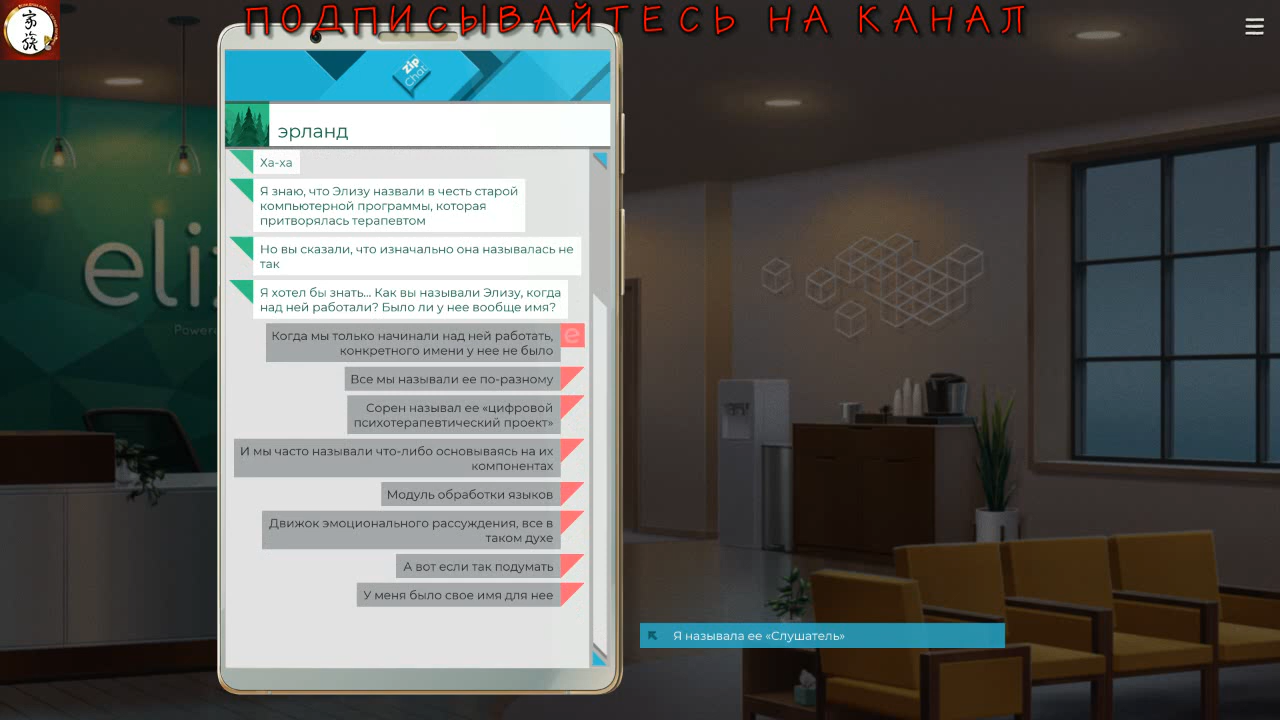 ПОДПИСЫВАЙТЕСЬ НА КАНАЛ
Zip
Chat
эрланд
Ха-ха
Я знаю, что Элизу назвали в честь старой
компьютерной программы, которая
притворялась терапевтом
Но вы сказали, что изначально она называлась не
так
Я хотел бы знать... Как вы называли Элизу, когда
над ней работали? Было ли у нее вообще имя?
e
Когда мы только начинали над ней работать,
конкретного имени у нее не было
Все мы называли ее по-разному
Сорен называл ее «цифровой
психотерапевтический проект»
И мы часто называли что-либо основываясь на их
компонентах
Модуль обработки языков
Движок эмоционального рассуждения, все в
таком духе
А вот если так подумать
У меня было свое имя для нее
Я называла ее «Слушатель»
eli
Powere